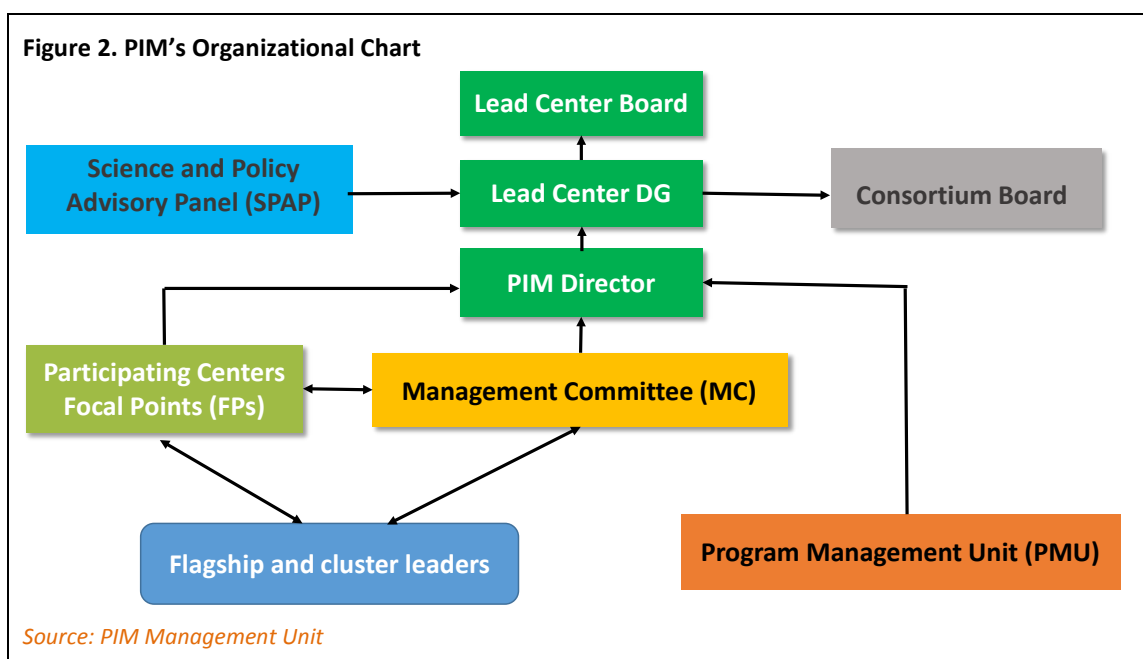 Figure 2. PIM’s Organizational Chart
Lead Center Board
Science and Policy
Advisory Panel (SPAP)
Lead Center DG
Consortium Board
PIM Director
Participating Centers
Focal Points (FPs)
Management Committee (MC)
Flagship and cluster leaders
Program Management Unit (PMU)
Source: PIM Management Unit